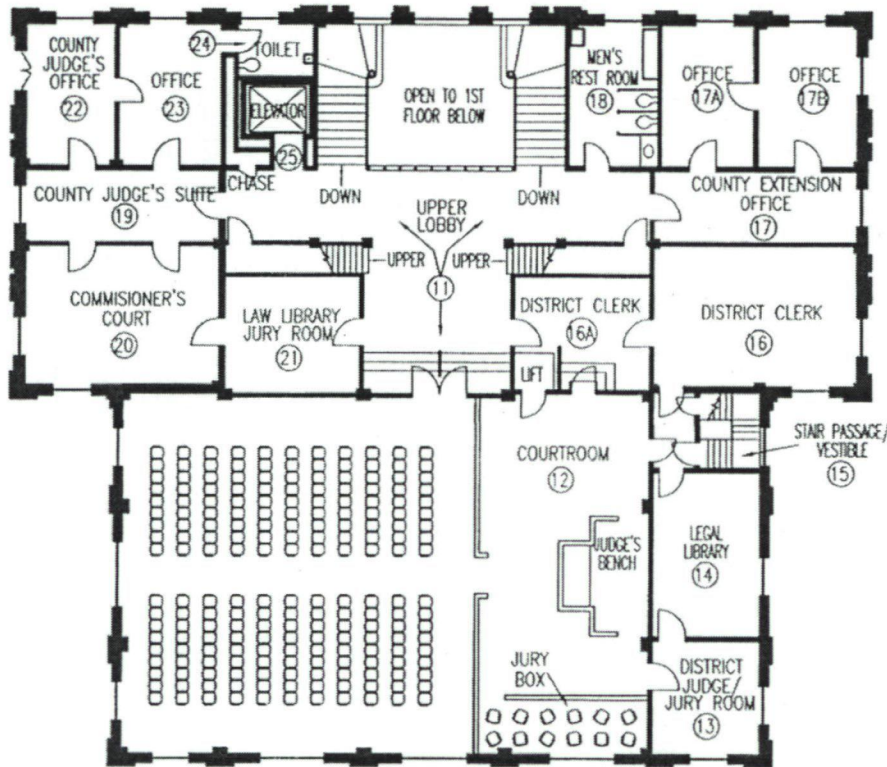 COUNTY
JUDGE'S
OFFICE
22
OFFICE
23
24
TOILET
ELEVATOR
25
CHASE
OPEN TO 1ST
FLOOR BELOW
MEN'S
REST ROOM
18
OFFICE
17A
OFFICE
17B
COUNTY JUDGE'S SUITE
19
DOWN
UPPER
LOBBY
DOWN
COUNTY EXTENSION
OFFICE
17
UPPER
UPPER
11
COMMISIONER'S
COURT
20
LAW LIBRARY
JURY ROOM
21
DISTRICT CLERK
16A
LIFT
DISTRICT CLERK
16
STAIR PASSAGE/
VESTIBLE
15
COURTROOM
12
JUDGE'S
BENCH
LEGAL
LIBRARY
14
JURY
BOX
DISTRICT
JUDGE/
JURY ROOM
13